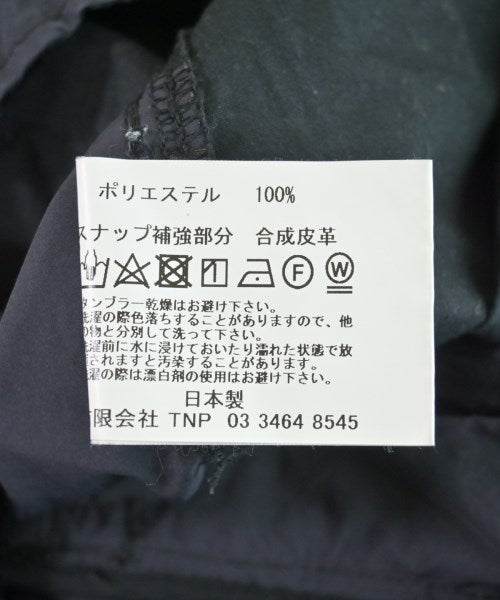 ポリエステル 100%
スナップ補強部分 合成皮革
F W
タンブラー乾燥はお避け下さい。
洗濯の際色落ちすることがありますので、他
の物と分別して洗って下さい。
洗濯前に水に浸けておいたり濡れた状態で放
置されますと汚染することがあります。
洗濯の際は漂白剤の使用はお避け下さい。
日本製
有限会社 TNP 03 3464 8545